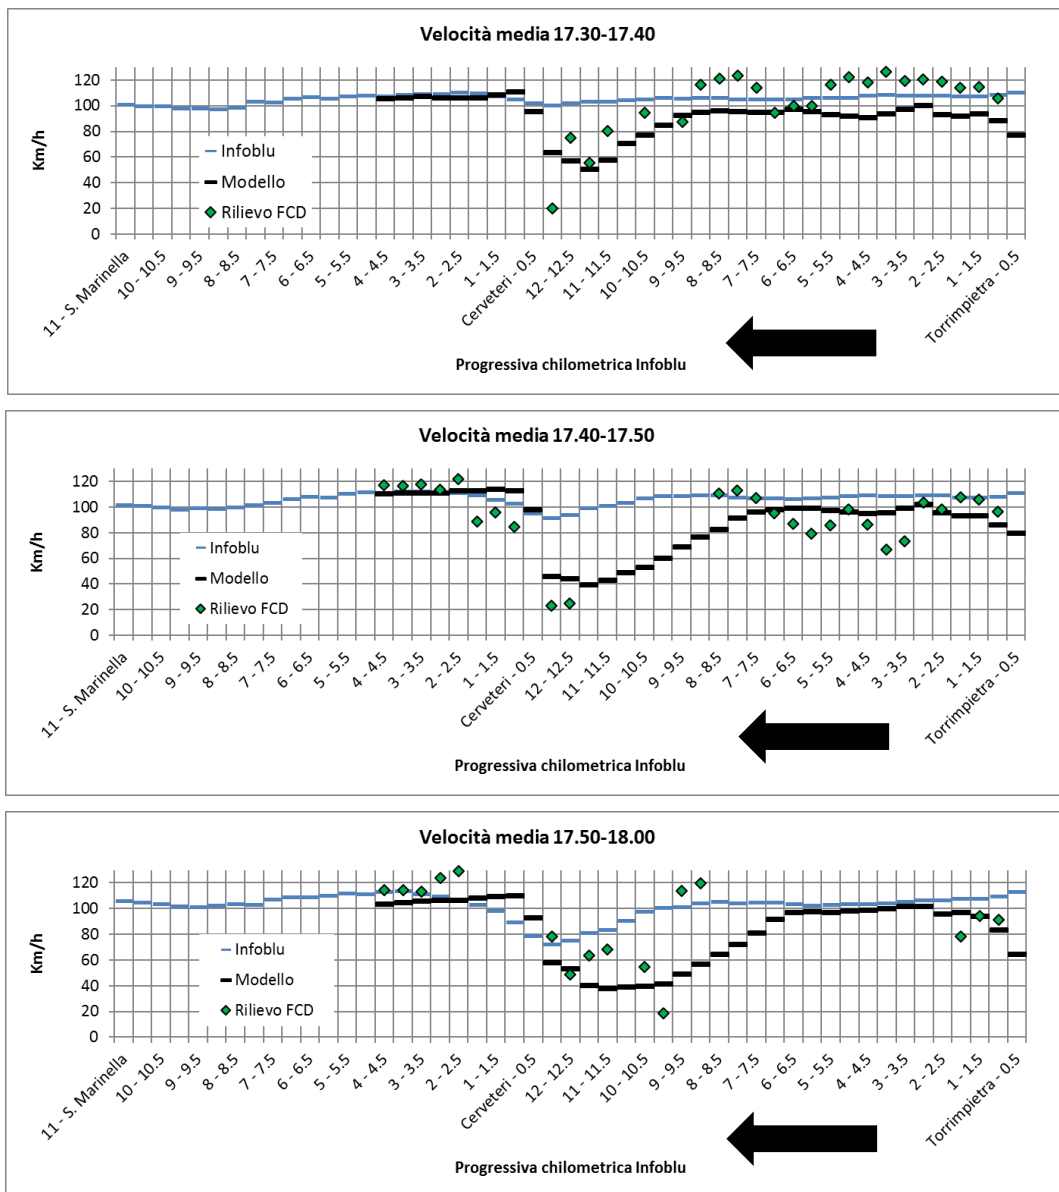 Velocità media 17.30-17.40
120
100
80
60
40
20
0
Km/h
Infoblu
Modello
Rilievo FCD
11 - S. Marinella
10 - 10.5
9 - 9.5
8 - 8.5
7 - 7.5
6 - 6.5
5 - 5.5
4 - 4.5
3 - 3.5
2 - 2.5
1 - 1.5
Cerveteri - 0.5
12 - 12.5
11 - 11.5
10 - 10.5
9 - 9.5
8 - 8.5
7 - 7.5
6 - 6.5
5 - 5.5
4 - 4.5
3 - 3.5
2 - 2.5
1 - 1.5
Torrimpietra - 0.5
Progressiva chilometrica Infoblu
Velocità media 17.40-17.50
120
100
80
60
40
20
0
Km/h
Infoblu
Modello
Rilievo FCD
11 - S. Marinella
10 - 10.5
9 - 9.5
8 - 8.5
7 - 7.5
6 - 6.5
5 - 5.5
4 - 4.5
3 - 3.5
2 - 2.5
1 - 1.5
Cerveteri - 0.5
12 - 12.5
11 - 11.5
10 - 10.5
9 - 9.5
8 - 8.5
7 - 7.5
6 - 6.5
5 - 5.5
4 - 4.5
3 - 3.5
2 - 2.5
1 - 1.5
Torrimpietra - 0.5
Progressiva chilometrica Infoblu
Velocità media 17.50-18.00
120
100
80
60
40
20
0
Km/h
Infoblu
Modello
Rilievo FCD
11 - S. Marinella
10 - 10.5
9 - 9.5
8 - 8.5
7 - 7.5
6 - 6.5
5 - 5.5
4 - 4.5
3 - 3.5
2 - 2.5
1 - 1.5
Cerveteri - 0.5
12 - 12.5
11 - 11.5
10 - 10.5
9 - 9.5
8 - 8.5
7 - 7.5
6 - 6.5
5 - 5.5
4 - 4.5
3 - 3.5
2 - 2.5
1 - 1.5
Torrimpietra - 0.5
Progressiva chilometrica Infoblu